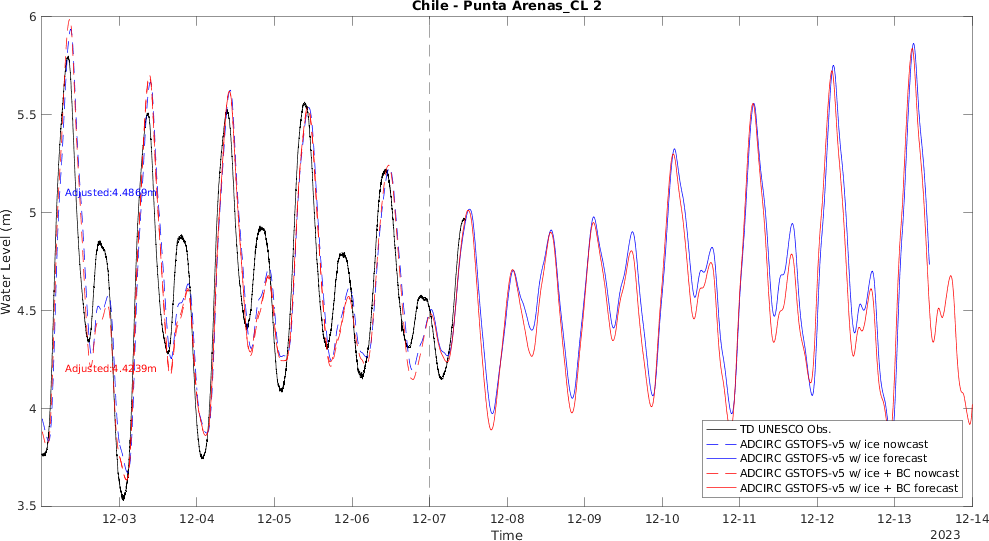 Chile - Punta Arenas_CL 2
Water Level (m)
6
5.5
5
4.5
4
3.5
Adjusted:4.4869m
Adjusted:4.4239m
TD UNESCO Obs.
ADCIRC GSTOFS-v5 w/ ice nowcast
ADCIRC GSTOFS-v5 w/ ice forecast
ADCIRC GSTOFS-v5 w/ ice + BC nowcast
ADCIRC GSTOFS-v5 w/ ice + BC forecast
12-03 12-04 12-05 12-06 12-07 12-08 12-09 12-10 12-11 12-12 12-13 12-14
Time
2023